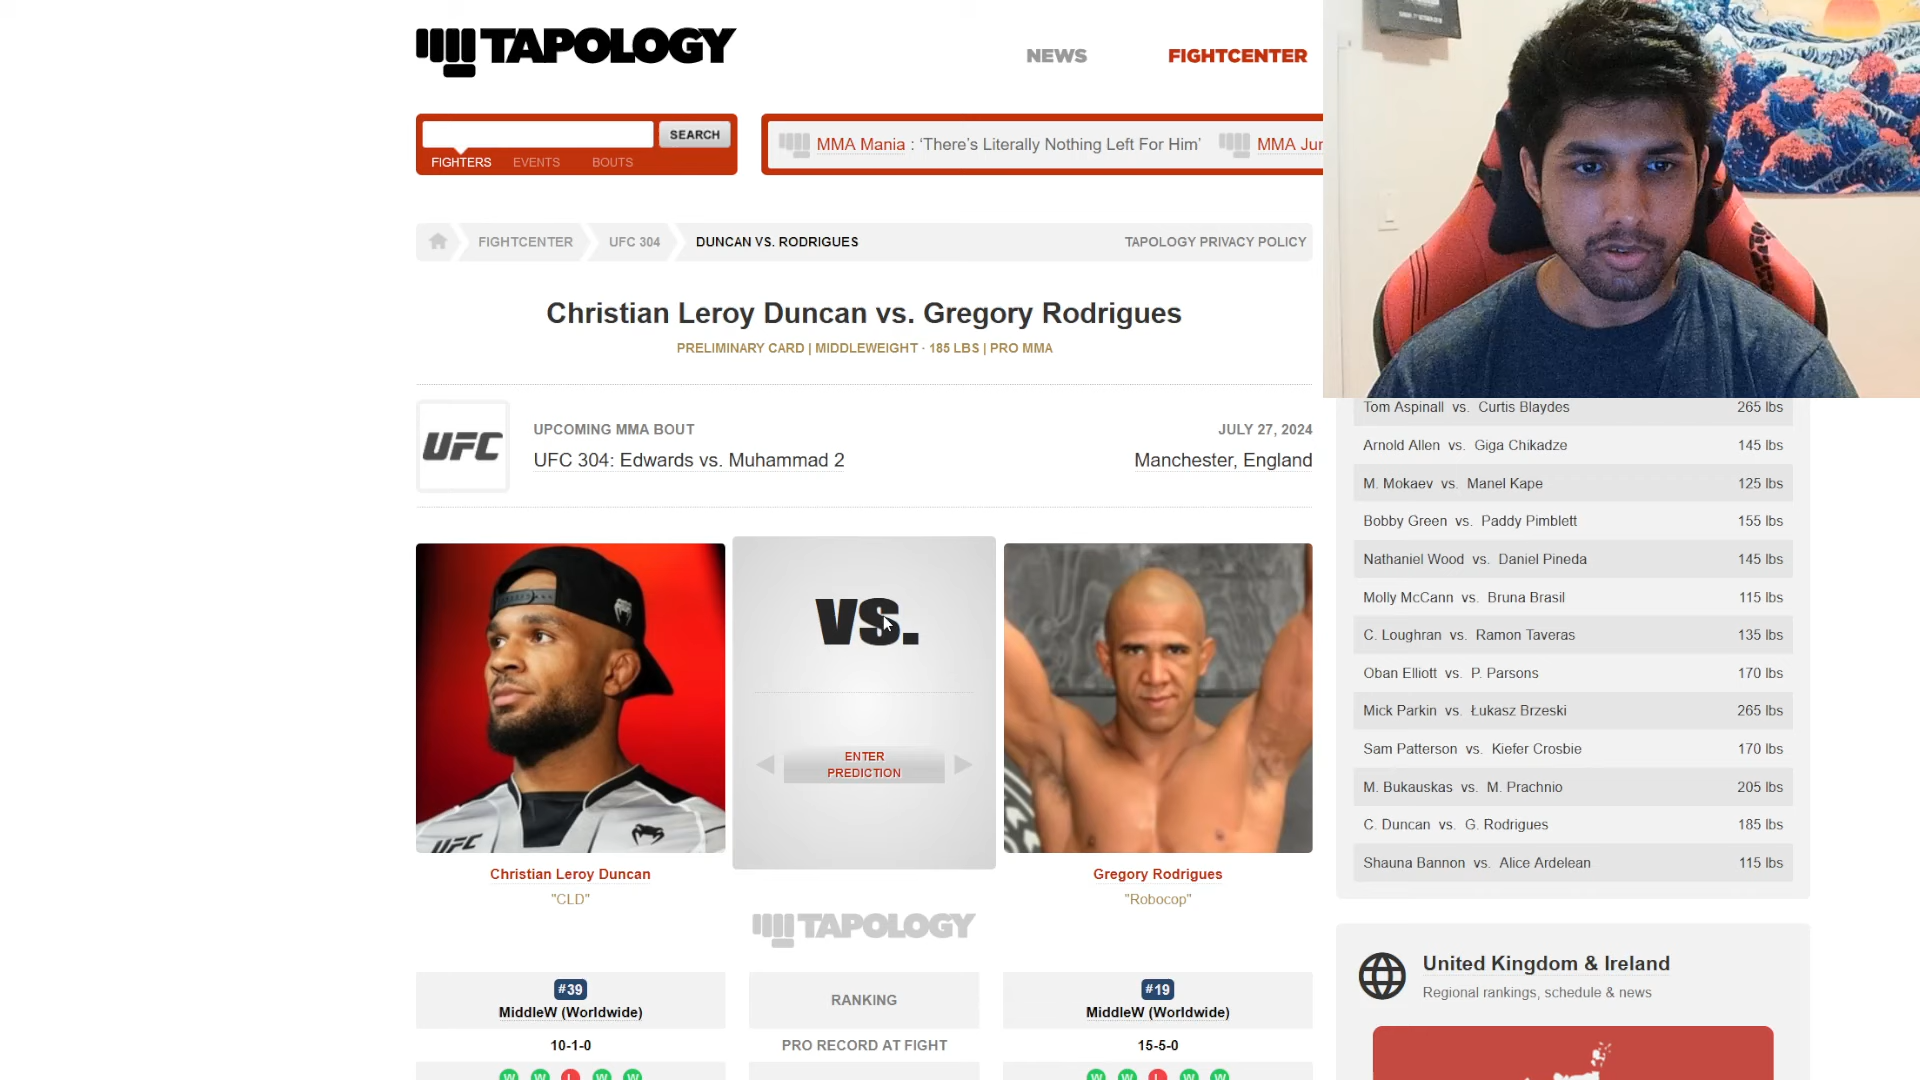 TAPOLOGY
NEWS
FIGHTCENTER
SEARCH
FIGHTERS
EVENTS
BOUTS
MMA Mania : ‘There’s Literally Nothing Left For Him’
MMA Jun
FIGHTCENTER
UFC 304
DUNCAN VS. RODRIGUES
TAPOLOGY PRIVACY POLICY
Christian Leroy Duncan vs. Gregory Rodrigues
PRELIMINARY CARD | MIDDLEWEIGHT · 185 LBS | PRO MMA
UFC
UPCOMING MMA BOUT
JULY 27, 2024
UFC 304: Edwards vs. Muhammad 2
Manchester, England
VS.
ENTER
PREDICTION
UFC
Christian Leroy Duncan
"CLD"
Gregory Rodrigues
"Robocop"
TAPOLOGY
#39
MiddleW (Worldwide)
RANKING
#19
MiddleW (Worldwide)
10-1-0
PRO RECORD AT FIGHT
15-5-0
W W L W W
W W L W W
Tom Aspinall vs. Curtis Blaydes 265 lbs
Arnold Allen vs. Giga Chikadze 145 lbs
M. Mokaev vs. Manel Kape 125 lbs
Bobby Green vs. Paddy Pimblett 155 lbs
Nathaniel Wood vs. Daniel Pineda 145 lbs
Molly McCann vs. Bruna Brasil 115 lbs
C. Loughran vs. Ramon Taveras 135 lbs
Oban Elliott vs. P. Parsons 170 lbs
Mick Parkin vs. Łukasz Brzeski 265 lbs
Sam Patterson vs. Kiefer Crosbie 170 lbs
M. Bukauskas vs. M. Prachnio 205 lbs
C. Duncan vs. G. Rodrigues 185 lbs
Shauna Bannon vs. Alice Ardelean 115 lbs
United Kingdom & Ireland
Regional rankings, schedule & news